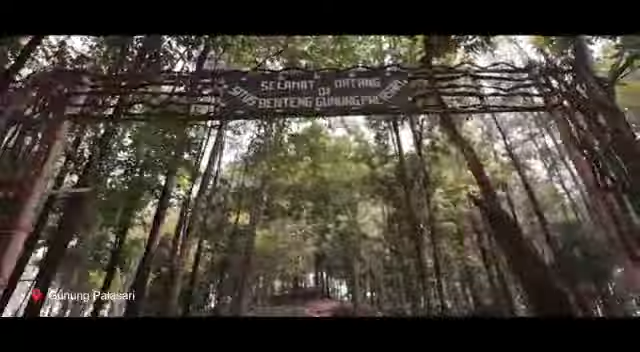 SELAMAT DATANG
DI
SITUS BENTENG GUNUNG PALASARI
Gunung Palasari